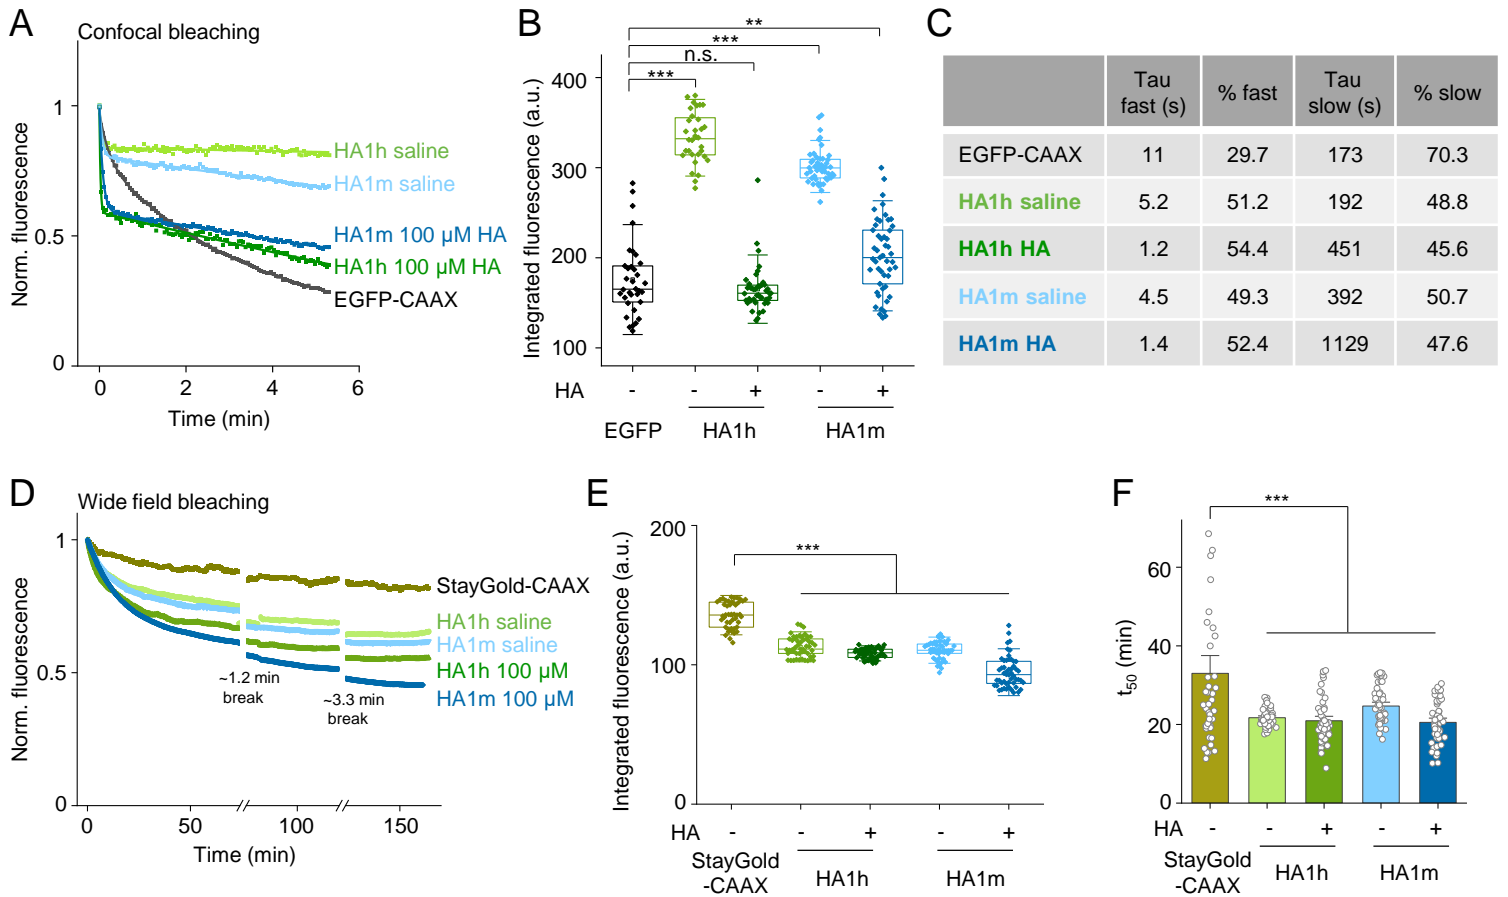 A
Confocal bleaching
Norm. fluorescence
1
0.5
0
0 2 4 6
Time (min)
HA1h saline
HA1m saline
HA1m 100 µM HA
HA1h 100 µM HA
EGFP-CAAX
B
Integrated fluorescence (a.u.)
400
300
200
100
**
***
n.s.
***
HA - - + - +
EGFP HA1h HA1m
C
Tau fast (s) % fast Tau slow (s) % slow
EGFP-CAAX 11 29.7 173 70.3
HA1h saline 5.2 51.2 192 48.8
HA1h HA 1.2 54.4 451 45.6
HA1m saline 4.5 49.3 392 50.7
HA1m HA 1.4 52.4 1129 47.6
D
Wide field bleaching
Norm. fluorescence
1
0.5
0
0 50 100 150
Time (min)
~1.2 min
break
~3.3 min
break
StayGold-CAAX
HA1h saline
HA1m saline
HA1h 100 µM
HA1m 100 µM
E
Integrated fluorescence (a.u.)
200
100
0
***
HA - - + - +
StayGold
-CAAX HA1h HA1m
F
t50 (min)
60
40
20
0
***
HA - - + - +
StayGold
-CAAX HA1h HA1m